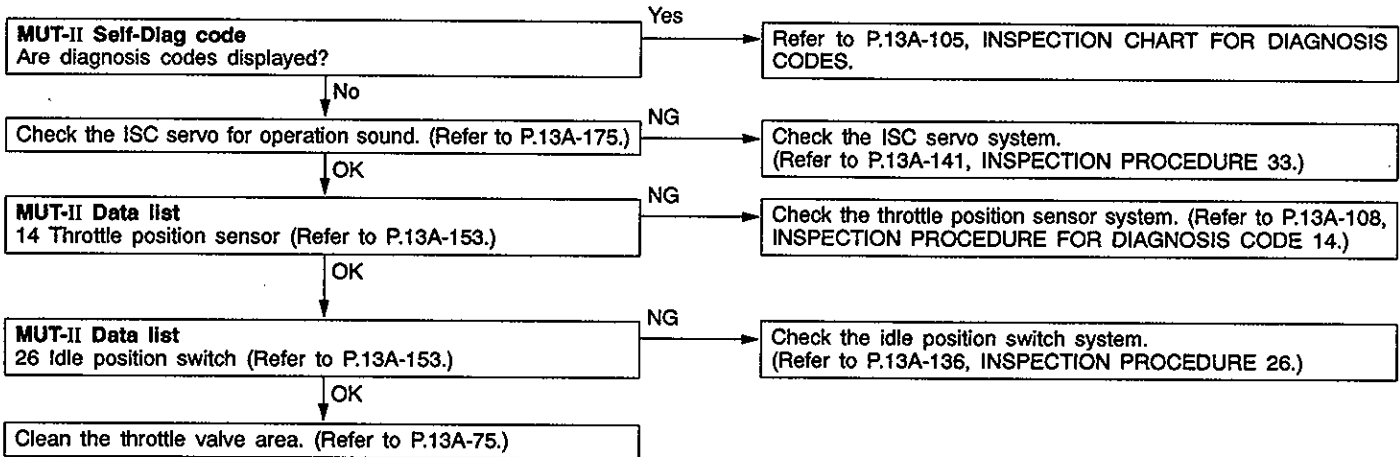 MUT-II Self-Diag code
Are diagnosis codes displayed?
Yes
Refer to P.13A-105, INSPECTION CHART FOR DIAGNOSIS
CODES.
No
Check the ISC servo for operation sound. (Refer to P.13A-175.)
NG
Check the ISC servo system.
(Refer to P.13A-141, INSPECTION PROCEDURE 33.)
OK
MUT-II Data list
14 Throttle position sensor (Refer to P.13A-153.)
NG
Check the throttle position sensor system. (Refer to P.13A-108,
INSPECTION PROCEDURE FOR DIAGNOSIS CODE 14.)
OK
MUT-II Data list
26 Idle position switch (Refer to P.13A-153.)
NG
Check the idle position switch system.
(Refer to P.13A-136, INSPECTION PROCEDURE 26.)
OK
Clean the throttle valve area. (Refer to P.13A-75.)